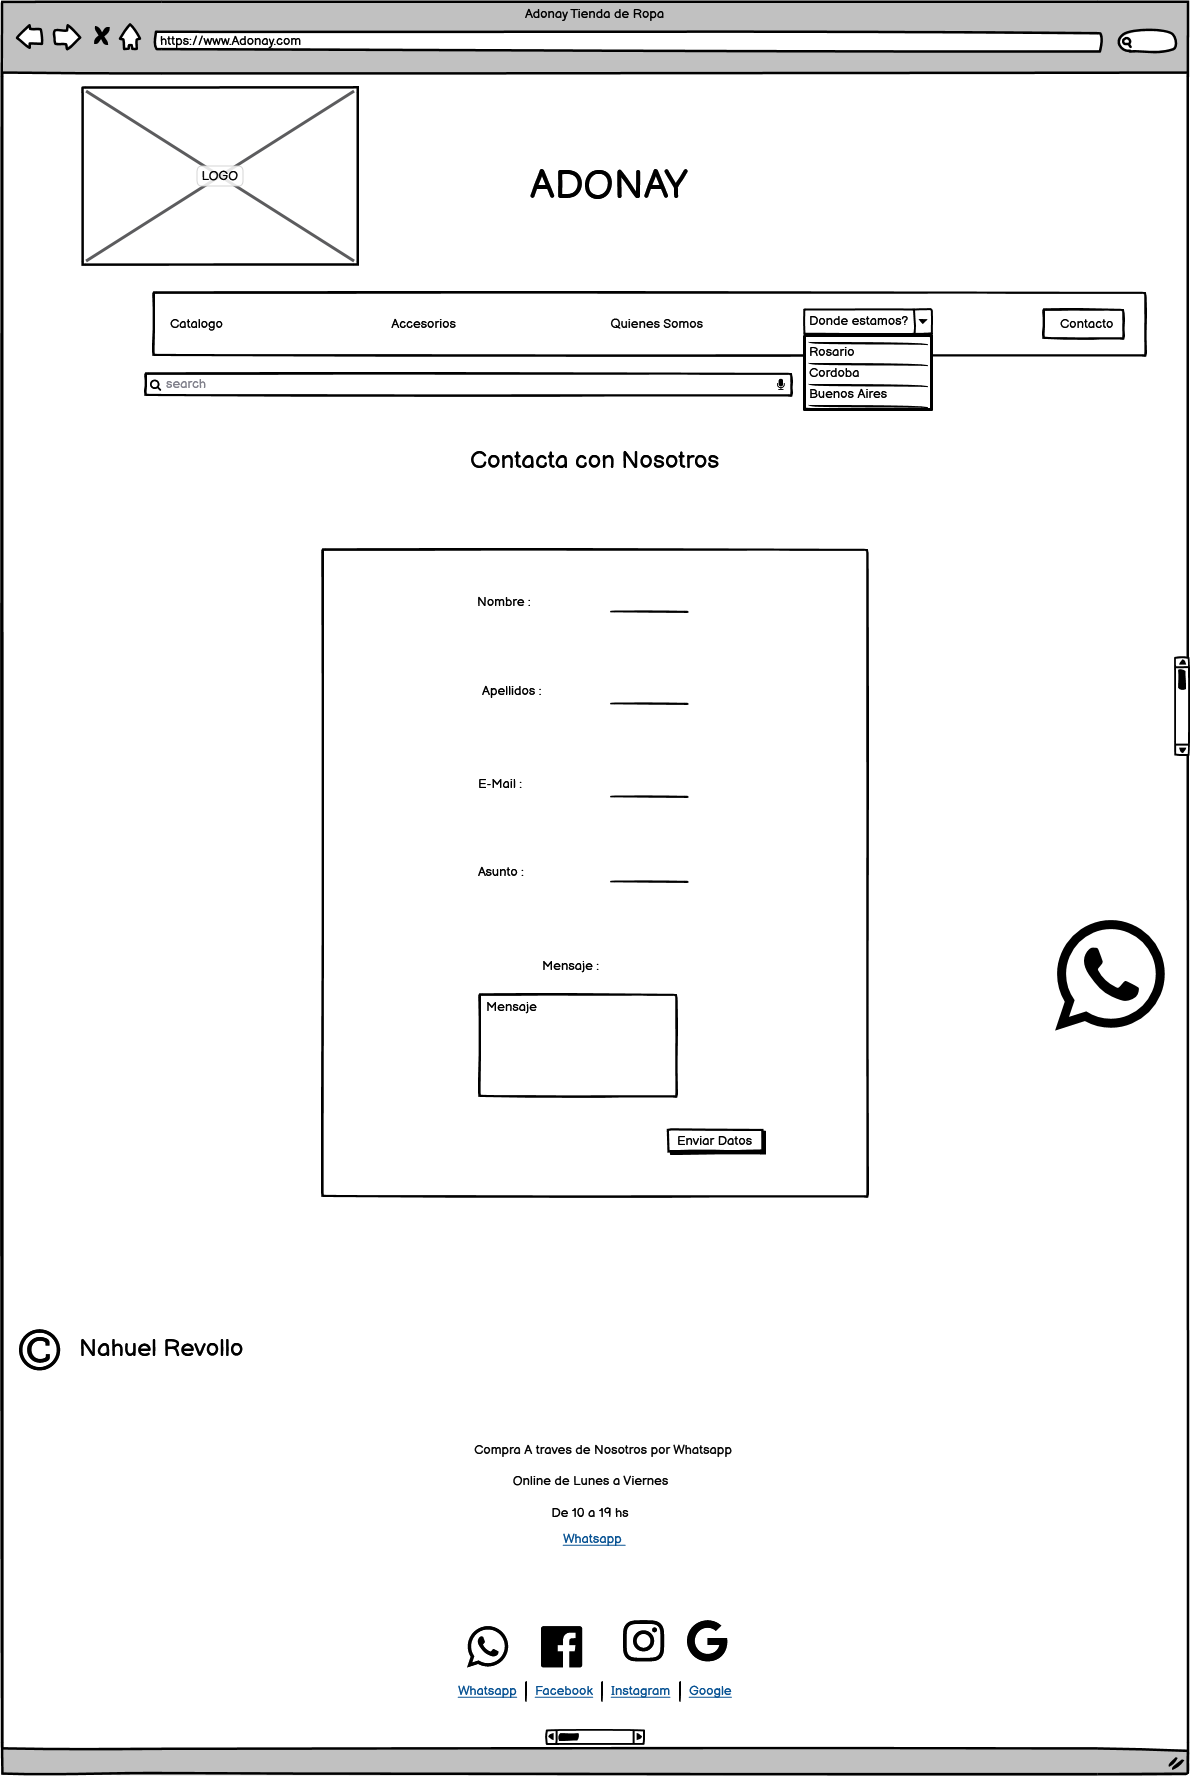 Adonay Tienda de Ropa
https://www.Adonay.com
LOGO
ADONAY
Catalogo
Accesorios
Quienes Somos
Donde estamos?
Contacto
Rosario
Cordoba
Buenos Aires
search
Contacta con Nosotros
Nombre :
Apellidos :
E-Mail :
Asunto :
Mensaje :
Mensaje
Enviar Datos
© Nahuel Revollo
Compra A traves de Nosotros por Whatsapp
Online de Lunes a Viernes
De 10 a 19 hs
Whatsapp
Whatsapp | Facebook | Instagram | Google